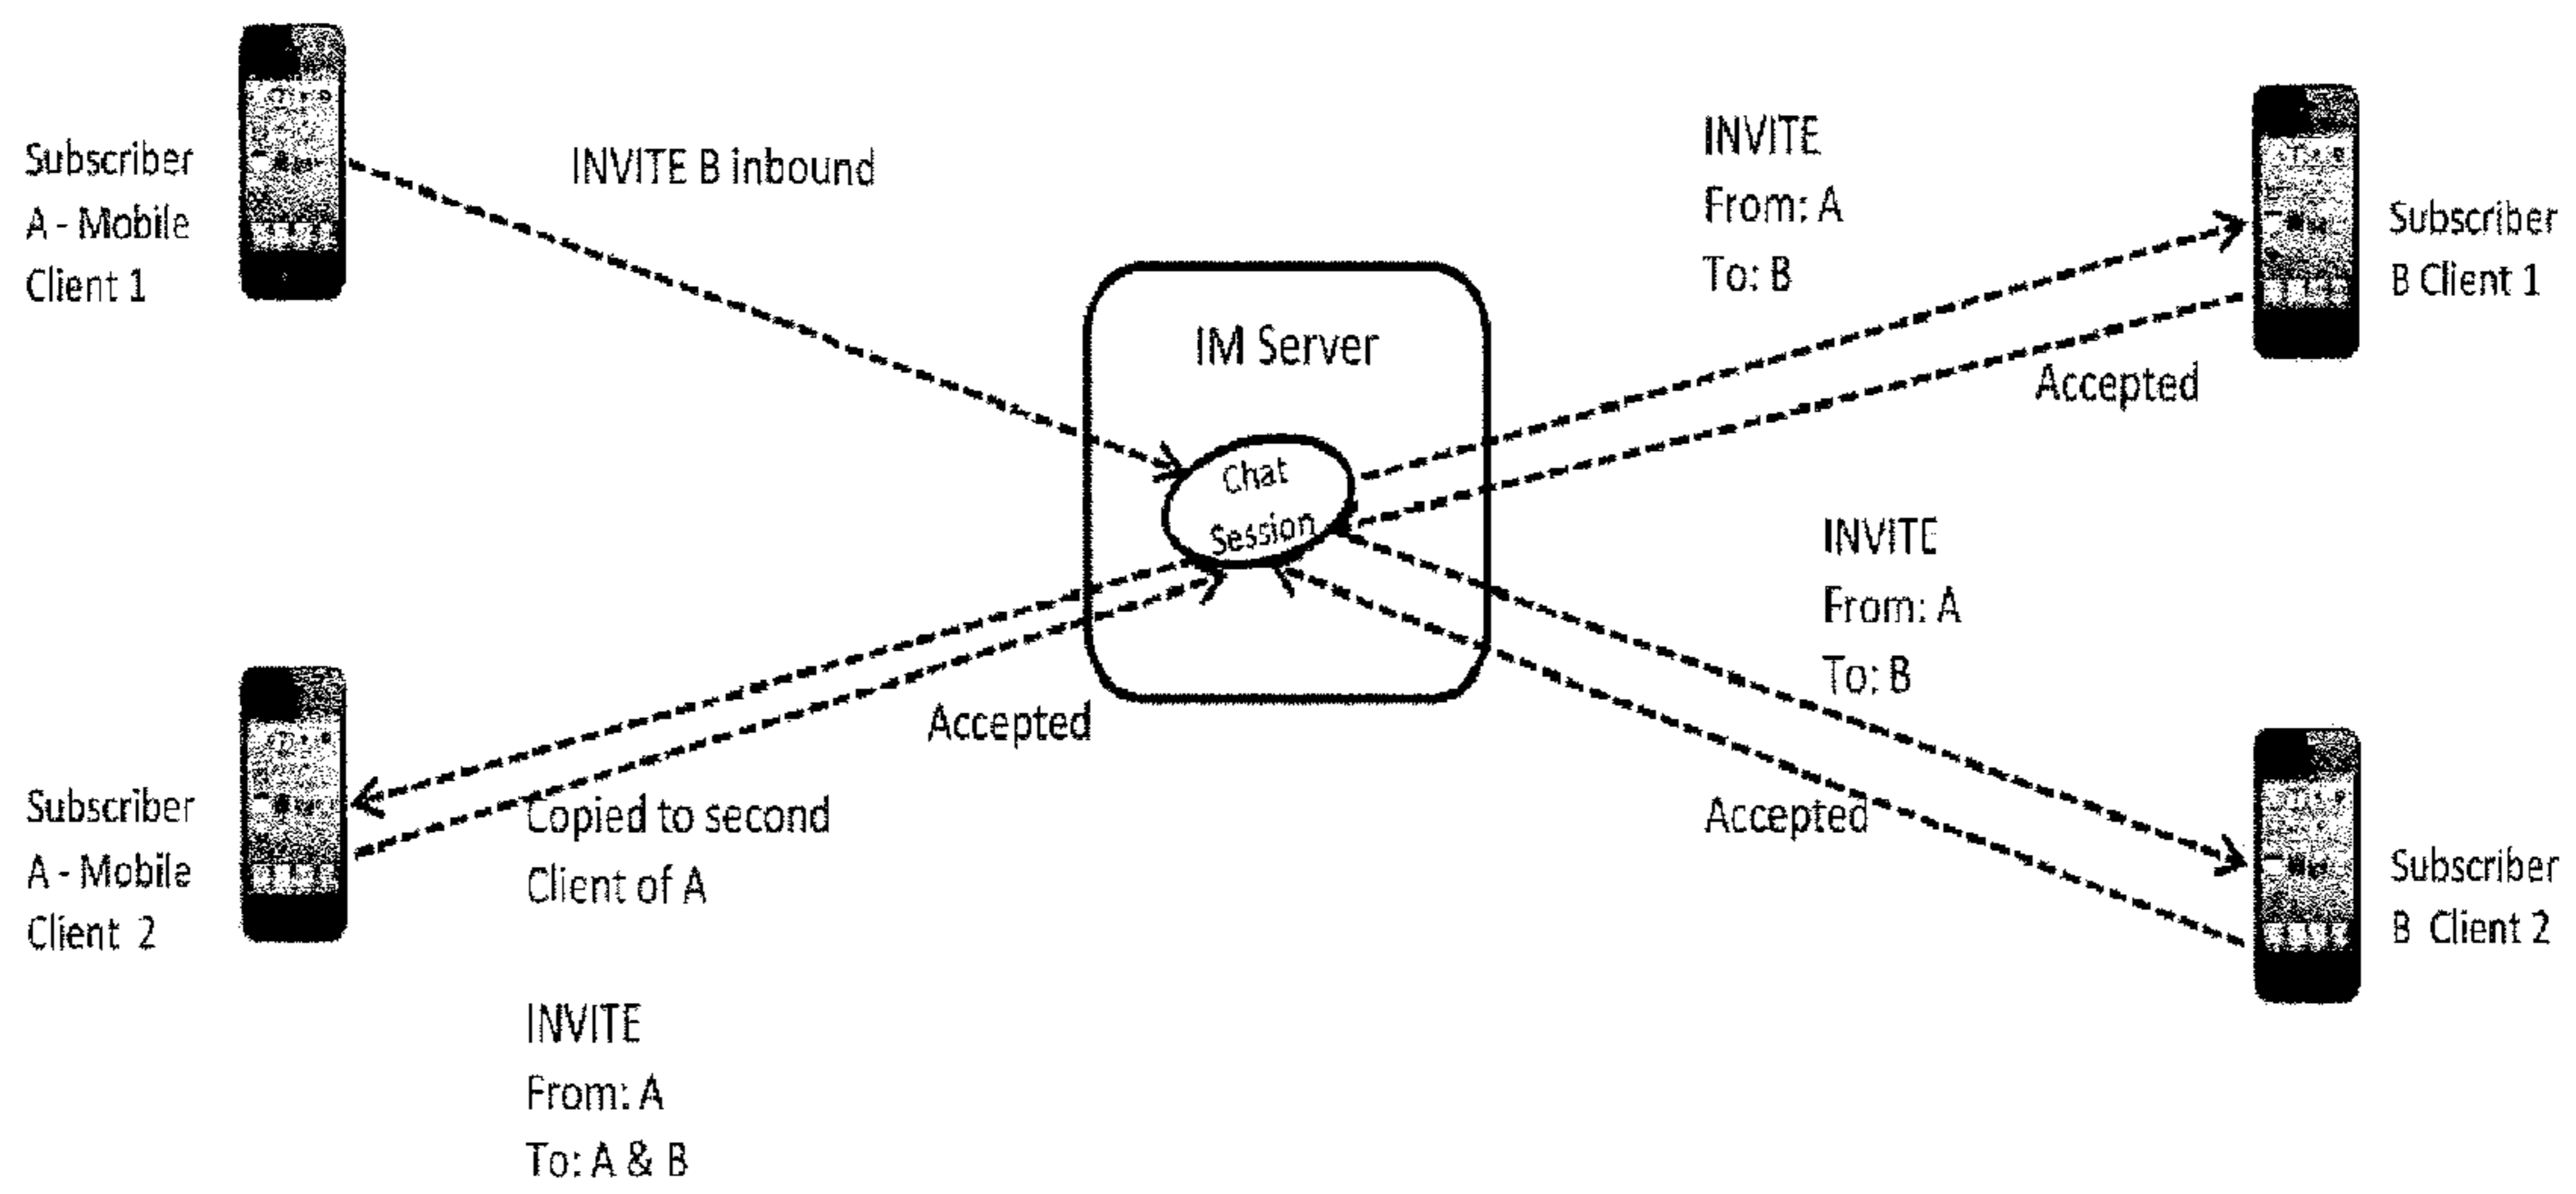 Subscriber
A - Mobile
Client 1
INVITE B inbound
INVITE
From: A
To: B
Subscriber
B Client 1
IM Server
Accepted
Chat
Session
INVITE
From: A
To: B
Accepted
Subscriber
A - Mobile
Client 2
Copied to second
Client of A
Accepted
Subscriber
B Client 2
INVITE
From: A
To: A & B